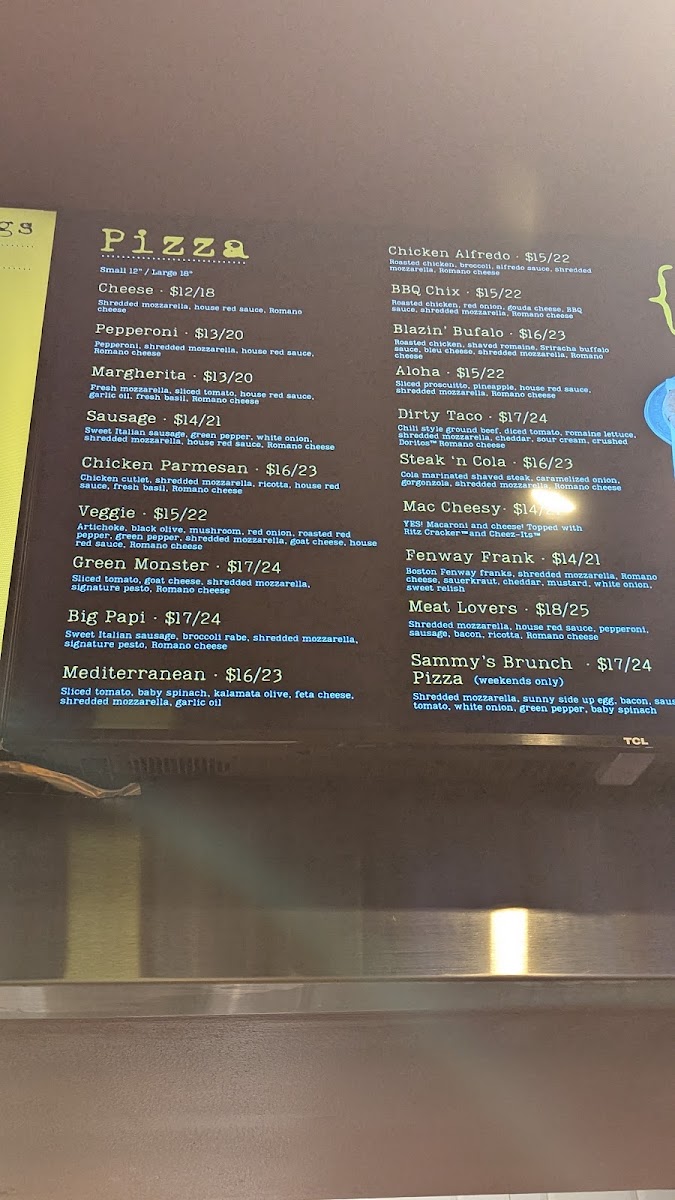 gs
Pizza
Small 12" / Large 18"
Cheese · $12/18
Shredded mozzarella, house red sauce, Romano
cheese
Pepperoni · $13/20
Pepperoni, shredded mozzarella, house red sauce,
Romano cheese
Margherita · $13/20
Fresh mozzarella, sliced tomato, house red sauce,
garlic oil, fresh basil, Romano cheese
Sausage · $14/21
Sweet Italian sausage, green pepper, white onion,
shredded mozzarella, house red sauce, Romano cheese
Chicken Parmesan · $16/23
Chicken cutlet, shredded mozzarella, ricotta, house red
sauce, fresh basil, Romano cheese
Veggie · $15/22
Artichoke, black olive, mushroom, red onion, roasted red
pepper, green pepper, shredded mozzarella, goat cheese, house
red sauce, Romano cheese
Green Monster · $17/24
Sliced tomato, goat cheese, shredded mozzarella,
signature pesto, Romano cheese
Big Papi · $17/24
Sweet Italian sausage, broccoli rabe, shredded mozzarella,
signature pesto, Romano cheese
Mediterranean · $16/23
Sliced tomato, baby spinach, kalamata olive, feta cheese,
shredded mozzarella, garlic oil
Chicken Alfredo · $15/22
Roasted chicken, broccoli, alfredo sauce, shredded
mozzarella, Romano cheese
BBQ Chix · $15/22
Roasted chicken, red onion, gouda cheese, BBQ
sauce, shredded mozzarella, Romano cheese
Blazin' Bufalo · $16/23
Roasted chicken, shaved romaine, Sriracha buffalo
sauce, bleu cheese, shredded mozzarella, Romano
cheese
Aloha · $15/22
Sliced proscuitto, pineapple, house red sauce,
shredded mozzarella, Romano cheese
Dirty Taco · $17/24
Chili style ground beef, diced tomato, romaine lettuce,
shredded mozzarella, cheddar, sour cream, crushed
Doritos™ Romano cheese
Steak 'n Cola · $16/23
Cola marinated shaved steak, caramelized onion,
gorgonzola, shredded mozzarella, Romano cheese
Mac Cheesy · $14/
YES! Macaroni and cheese! Topped with
Ritz Cracker™ and Cheez-Its™
Fenway Frank · $14/21
Boston Fenway franks, shredded mozzarella, Romano
cheese, sauerkraut, cheddar, mustard, white onion,
sweet relish
Meat Lovers · $18/25
Shredded mozzarella, house red sauce, pepperoni,
sausage, bacon, ricotta, Romano cheese
Sammy's Brunch · $17/24
Pizza (weekends only)
Shredded mozzarella, sunny side up egg, bacon, saus
tomato, white onion, green pepper, baby spinach
{
TCL